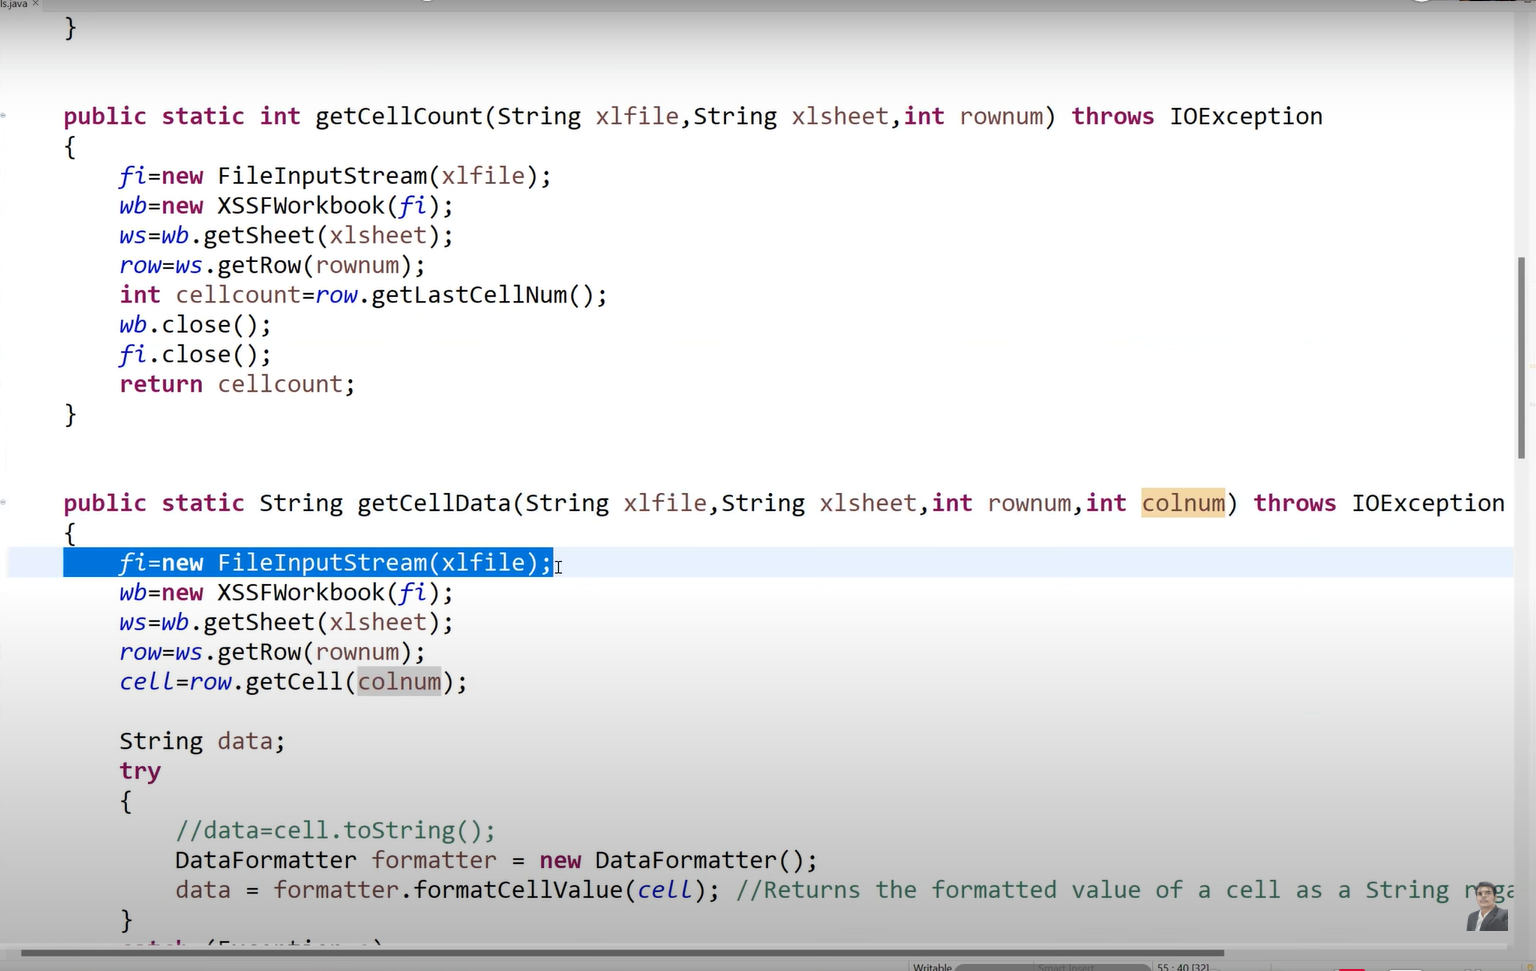 ls.java
}
public static int getCellCount(String xlfile,String xlsheet,int rownum) throws IOException
{
fi=new FileInputStream(xlfile);
wb=new XSSFWorkbook(fi);
ws=wb.getSheet(xlsheet);
row=ws.getRow(rownum);
int cellcount=row.getLastCellNum();
wb.close();
fi.close();
return cellcount;
}
public static String getCellData(String xlfile,String xlsheet,int rownum,int colnum) throws IOException
{
fi=new FileInputStream(xlfile);
wb=new XSSFWorkbook(fi);
ws=wb.getSheet(xlsheet);
row=ws.getRow(rownum);
cell=row.getCell(colnum);
String data;
try
{
//data=cell.toString();
DataFormatter formatter = new DataFormatter();
data = formatter.formatCellValue(cell); //Returns the formatted value of a cell as a String rega
}
catch (Exception e)
Writable Smart Insert 55 : 40 [32]